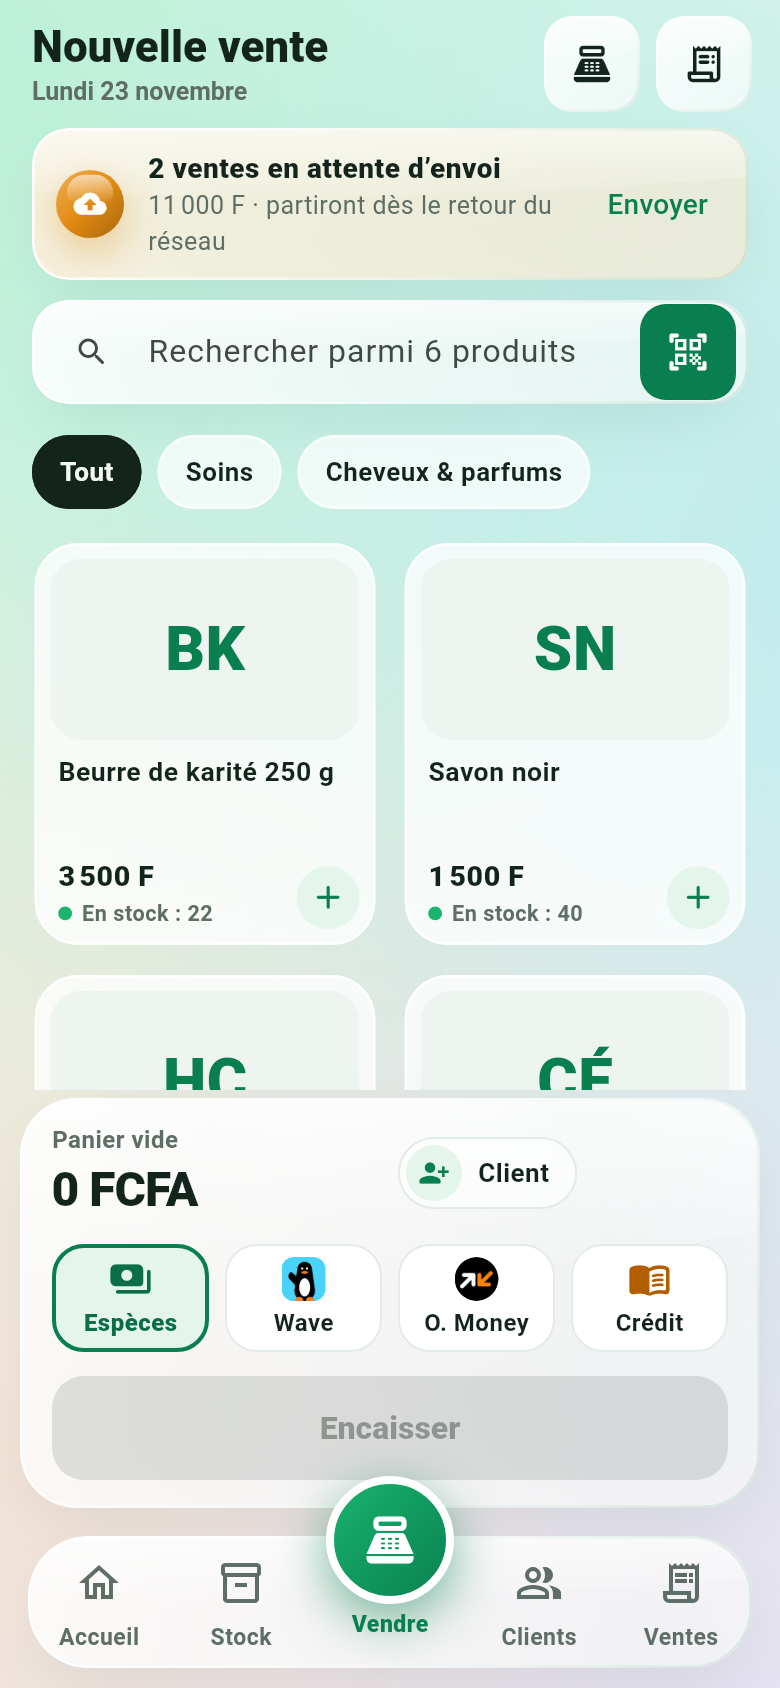 Nouvelle vente
Lundi 23 novembre
2 ventes en attente d’envoi
11 000 F · partiront dès le retour du
réseau
Envoyer
Rechercher parmi 6 produits
Tout
Soins
Cheveux & parfums
BK
SN
Beurre de karité 250 g
Savon noir
3 500 F
En stock : 22
1 500 F
En stock : 40
HC
CÉ
Panier vide
0 FCFA
Client
Espèces
Wave
O. Money
Crédit
Encaisser
Accueil
Stock
Vendre
Clients
Ventes